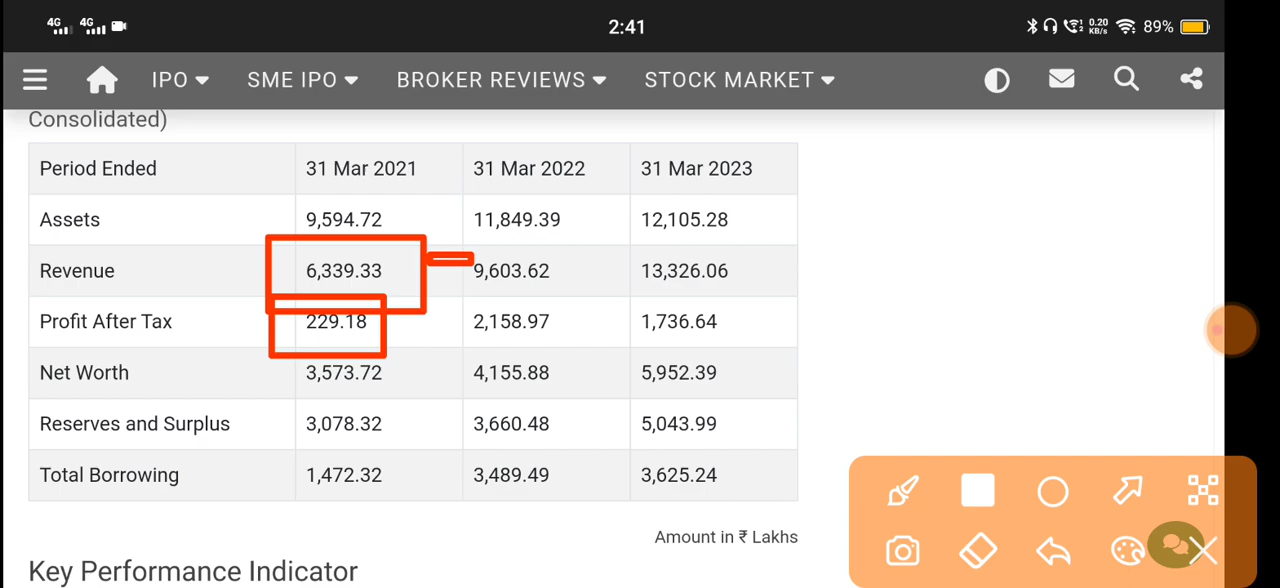 4G 4G 2:41 2 0.20 KB/s 89%
IPO SME IPO BROKER REVIEWS STOCK MARKET
Consolidated)
Period Ended 31 Mar 2021 31 Mar 2022 31 Mar 2023
Assets 9,594.72 11,849.39 12,105.28
Revenue 6,339.33 9,603.62 13,326.06
Profit After Tax 229.18 2,158.97 1,736.64
Net Worth 3,573.72 4,155.88 5,952.39
Reserves and Surplus 3,078.32 3,660.48 5,043.99
Total Borrowing 1,472.32 3,489.49 3,625.24
Amount in ₹ Lakhs
Key Performance Indicator